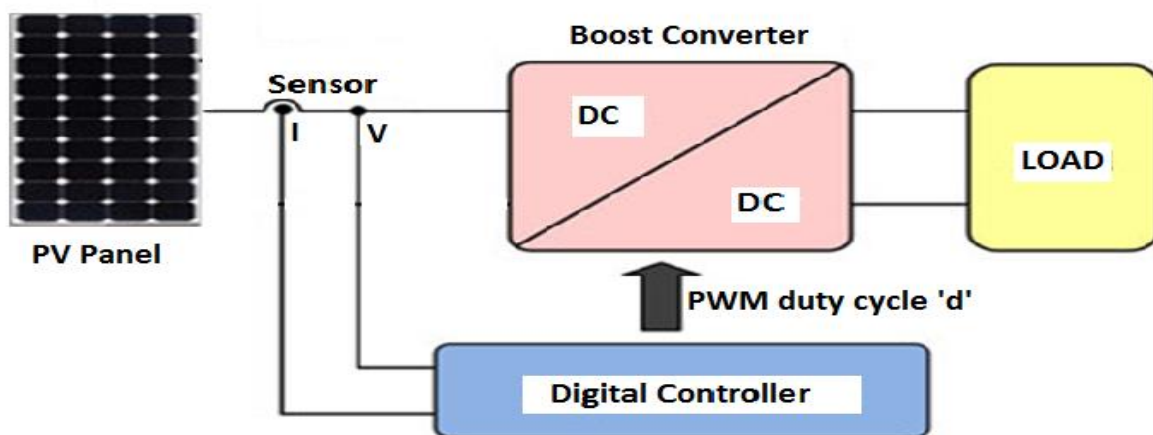 Boost Converter
Sensor
I
V
DC
DC
LOAD
PV Panel
PWM duty cycle 'd'
Digital Controller